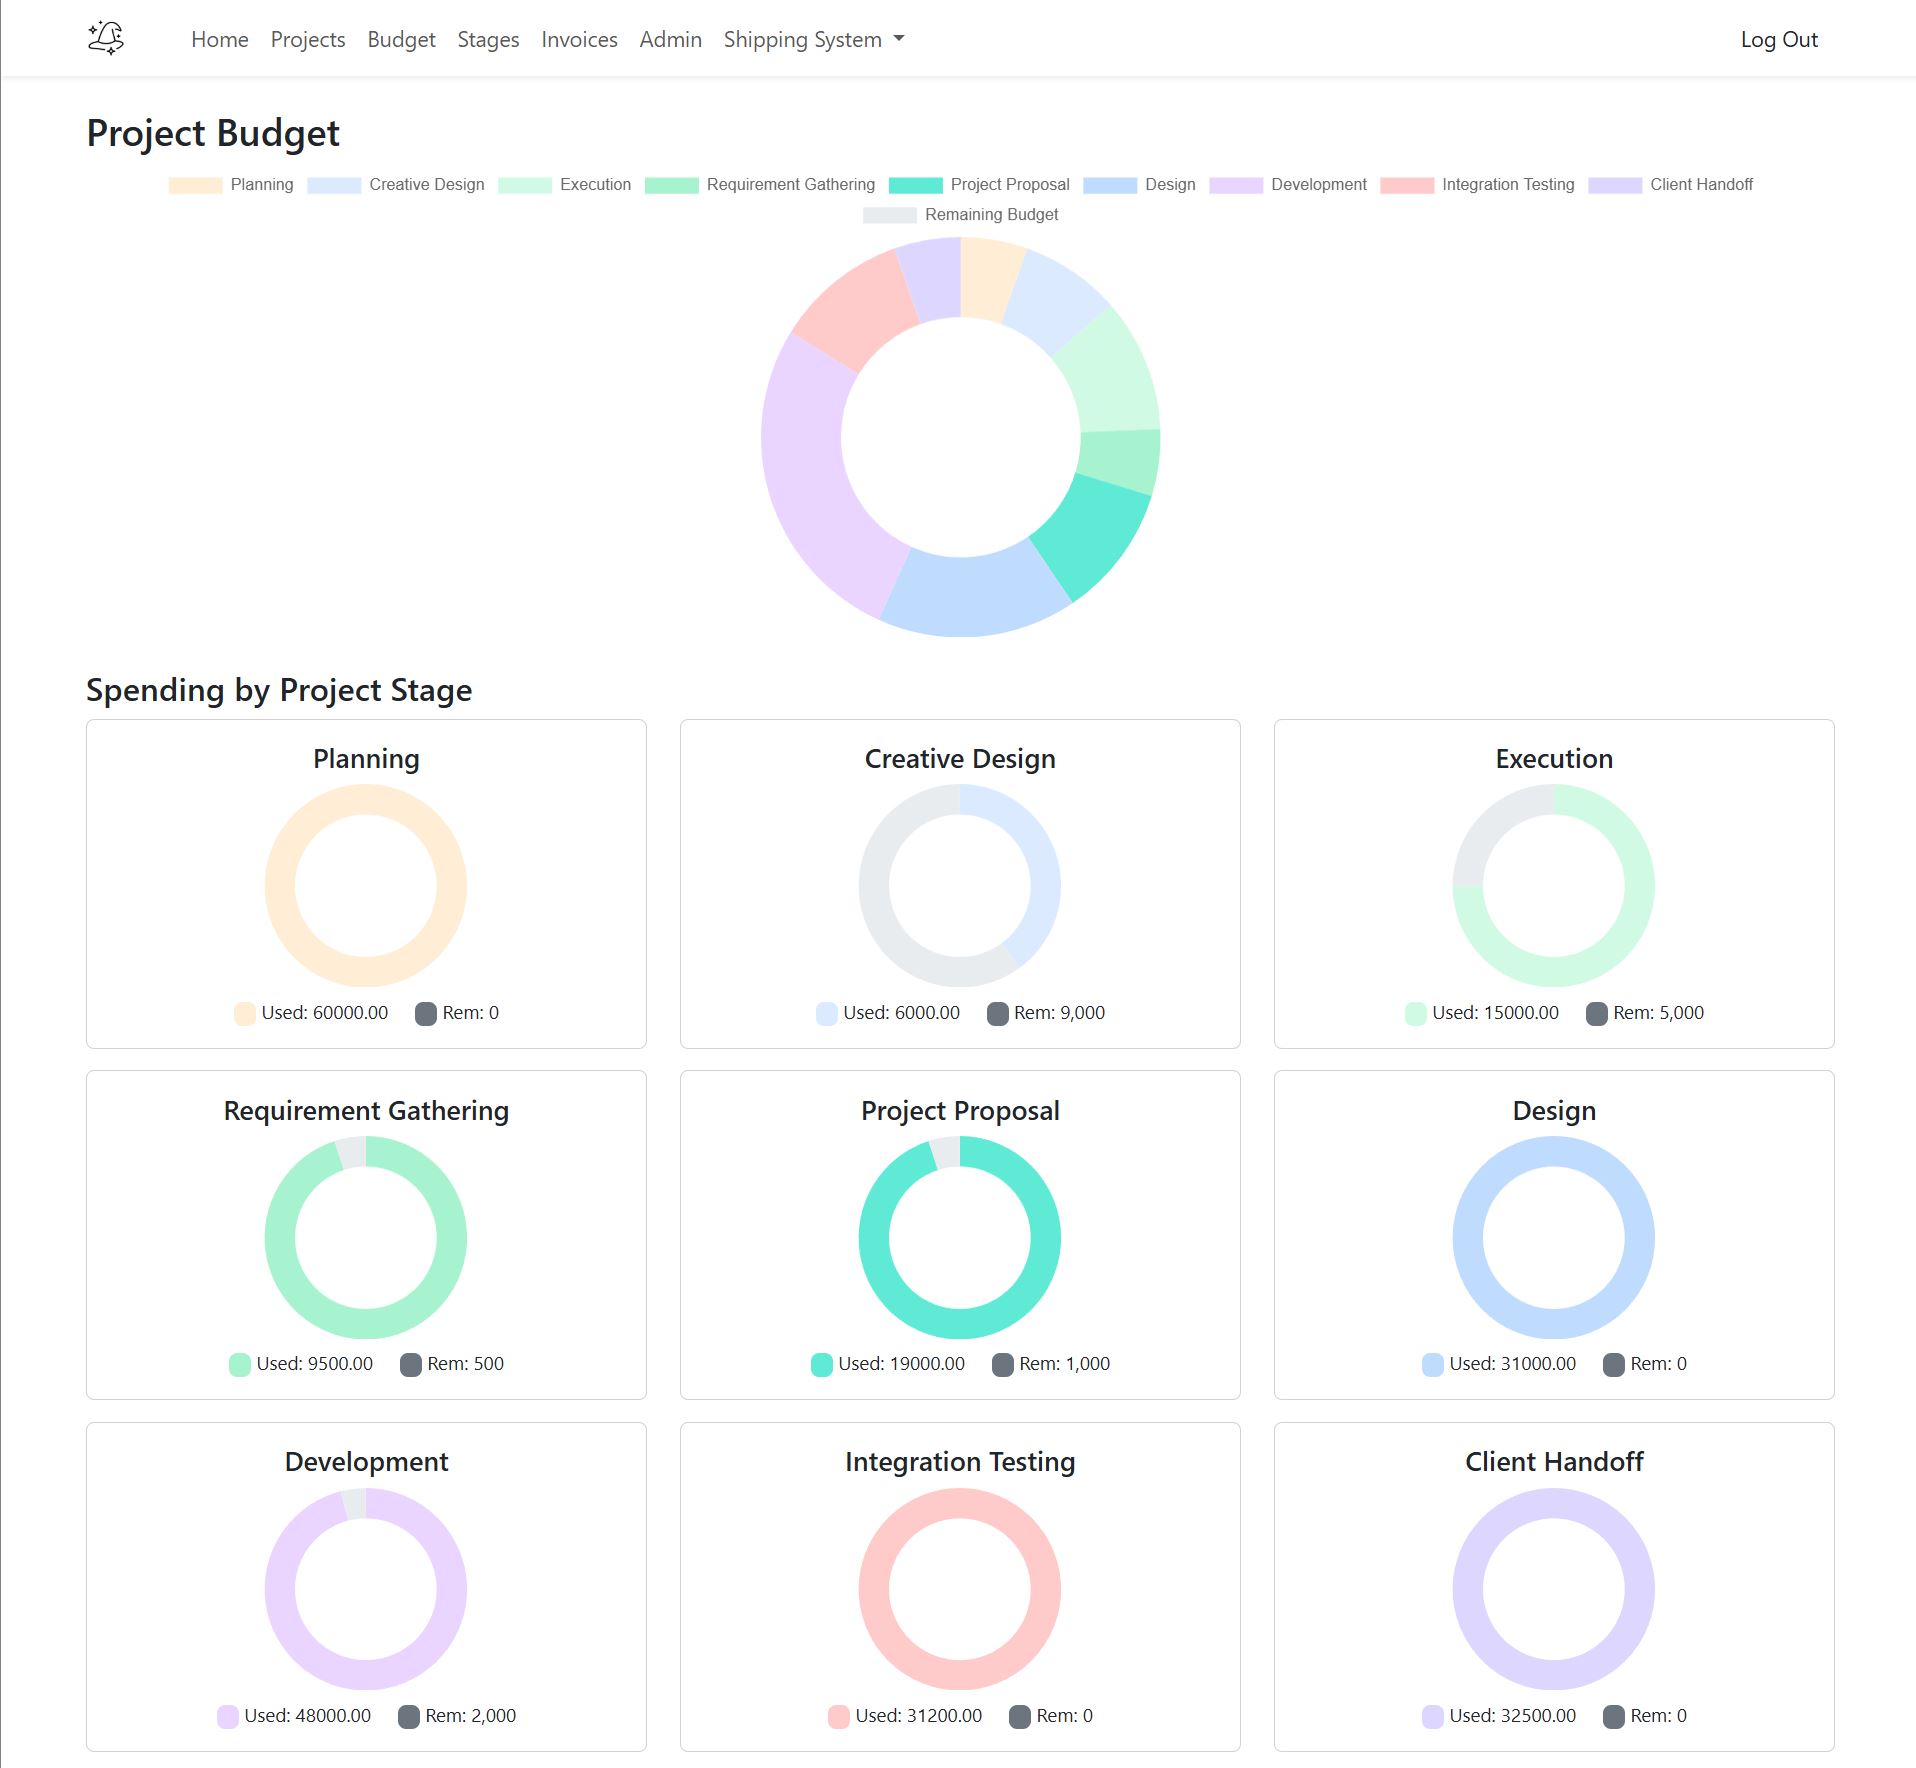 Home Projects Budget Stages Invoices Admin Shipping System Log Out
Project Budget
Planning Creative Design Execution Requirement Gathering Project Proposal Design Development Integration Testing Client Handoff
Remaining Budget
Spending by Project Stage
Planning
Used: 60000.00 Rem: 0
Creative Design
Used: 6000.00 Rem: 9,000
Execution
Used: 15000.00 Rem: 5,000
Requirement Gathering
Used: 9500.00 Rem: 500
Project Proposal
Used: 19000.00 Rem: 1,000
Design
Used: 31000.00 Rem: 0
Development
Used: 48000.00 Rem: 2,000
Integration Testing
Used: 31200.00 Rem: 0
Client Handoff
Used: 32500.00 Rem: 0